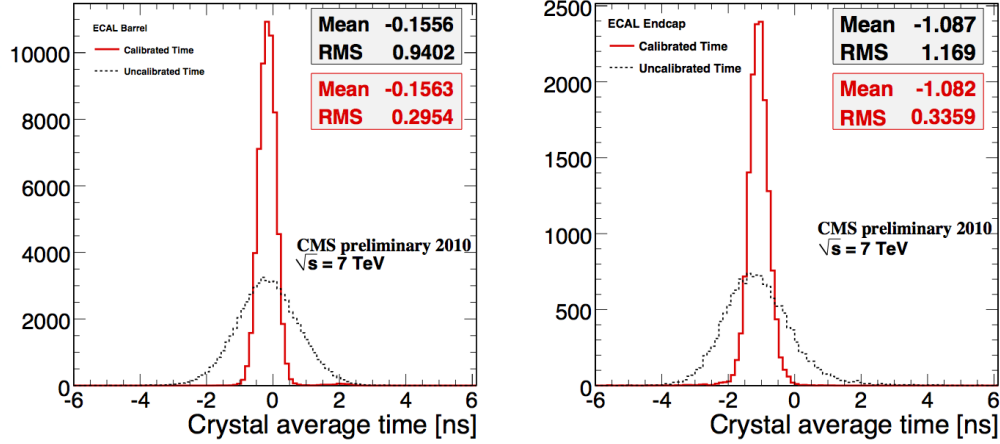 ECAL Barrel
Calibrated Time
Uncalibrated Time
Mean -0.1556
RMS 0.9402
Mean -0.1563
RMS 0.2954
CMS preliminary 2010
√s = 7 TeV
10000
8000
6000
4000
2000
0
-6 -4 -2 0 2 4 6
Crystal average time [ns]
ECAL Endcap
Calibrated Time
Uncalibrated Time
Mean -1.087
RMS 1.169
Mean -1.082
RMS 0.3359
CMS preliminary 2010
√s = 7 TeV
2500
2000
1500
1000
500
0
-6 -4 -2 0 2 4 6
Crystal average time [ns]